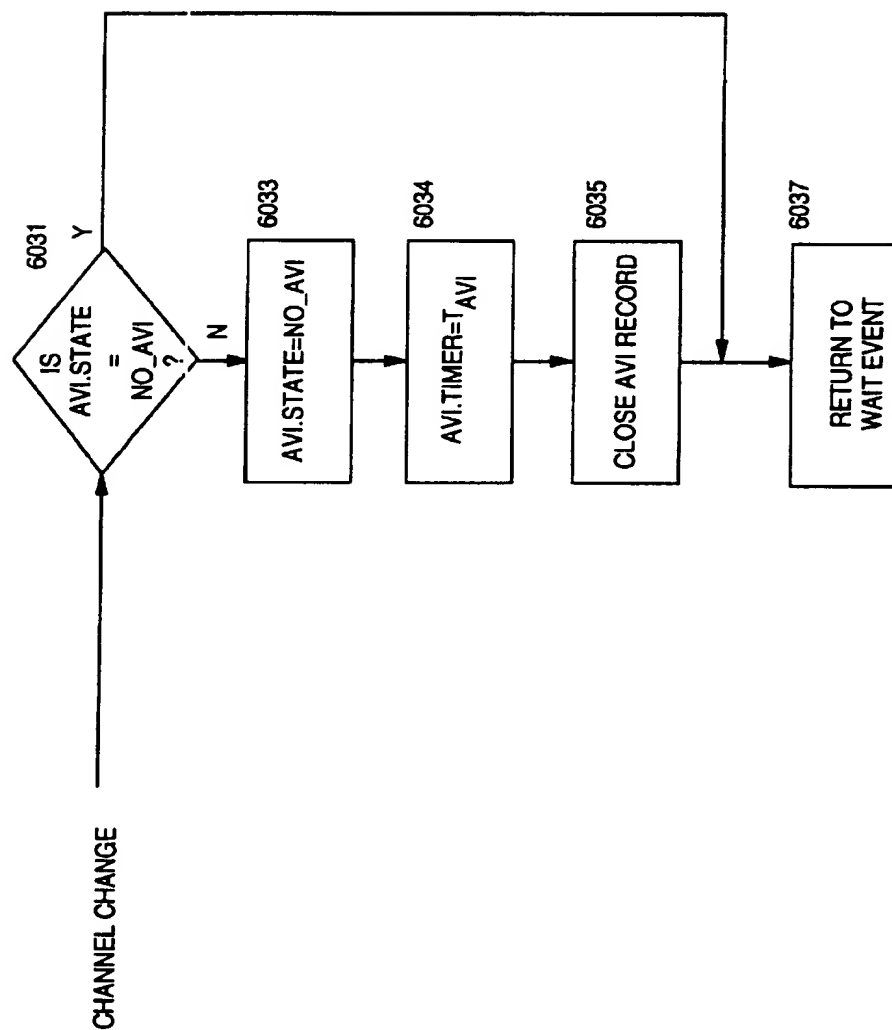 CHANNEL CHANGE
6031
IS
AVI.STATE
=
NO_AVI
?
Y
N
6033
AVI.STATE=NO_AVI
6034
AVI.TIMER=TAVI
6035
CLOSE AVI RECORD
6037
RETURN TO
WAIT EVENT